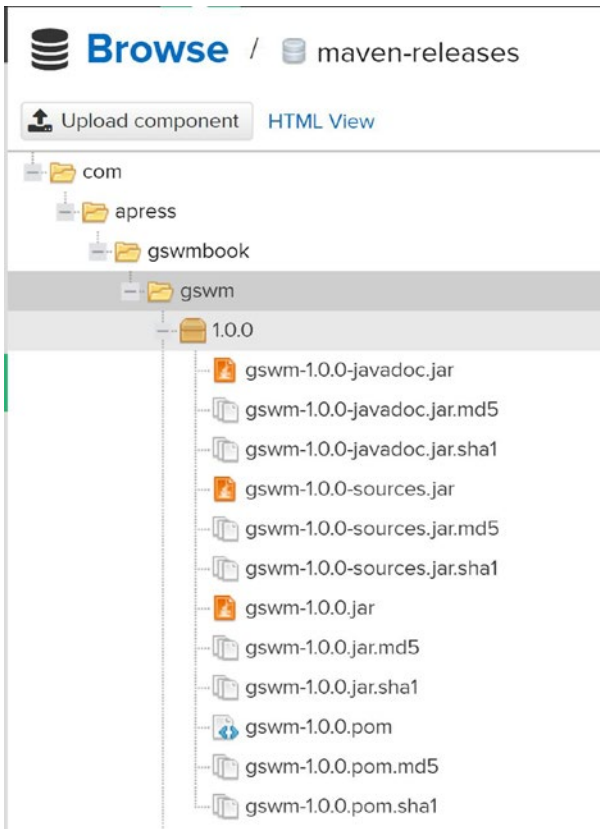 Browse / maven-releases
Upload component HTML View
com
apress
gswmbook
gswm
1.0.0
gswm-1.0.0-javadoc.jar
gswm-1.0.0-javadoc.jar.md5
gswm-1.0.0-javadoc.jar.sha1
gswm-1.0.0-sources.jar
gswm-1.0.0-sources.jar.md5
gswm-1.0.0-sources.jar.sha1
gswm-1.0.0.jar
gswm-1.0.0.jar.md5
gswm-1.0.0.jar.sha1
gswm-1.0.0.pom
gswm-1.0.0.pom.md5
gswm-1.0.0.pom.sha1